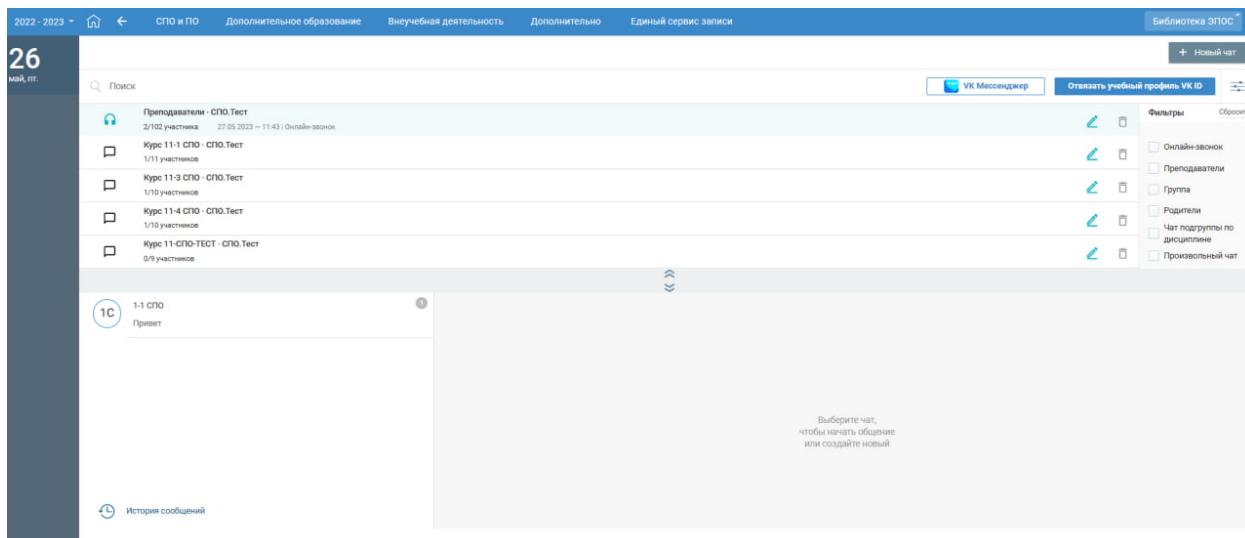 2022 - 2023
СПО и ПО
Дополнительное образование
Внеучебная деятельность
Дополнительно
Единый сервис записи
Библиотека ЭПОС
26
май, пт.
+ Новый чат
Поиск
VK Мессенджер
Отвязать учебный профиль VK ID
Преподаватели · СПО.Тест
2/102 участника 27.05.2023 — 11:43 | Онлайн-звонок
Курс 11-1 СПО · СПО.Тест
1/11 участников
Курс 11-3 СПО · СПО.Тест
1/10 участников
Курс 11-4 СПО · СПО.Тест
1/10 участников
Курс 11-СПО-ТЕСТ · СПО.Тест
0/9 участников
Фильтры
Онлайн-звонок
Преподаватели
Группа
Родители
Чат подгруппы по
дисциплине
Произвольный чат
1С
1-1 СПО
1
Привет
Выберите чат,
чтобы начать общение
или создайте новый
История сообщений